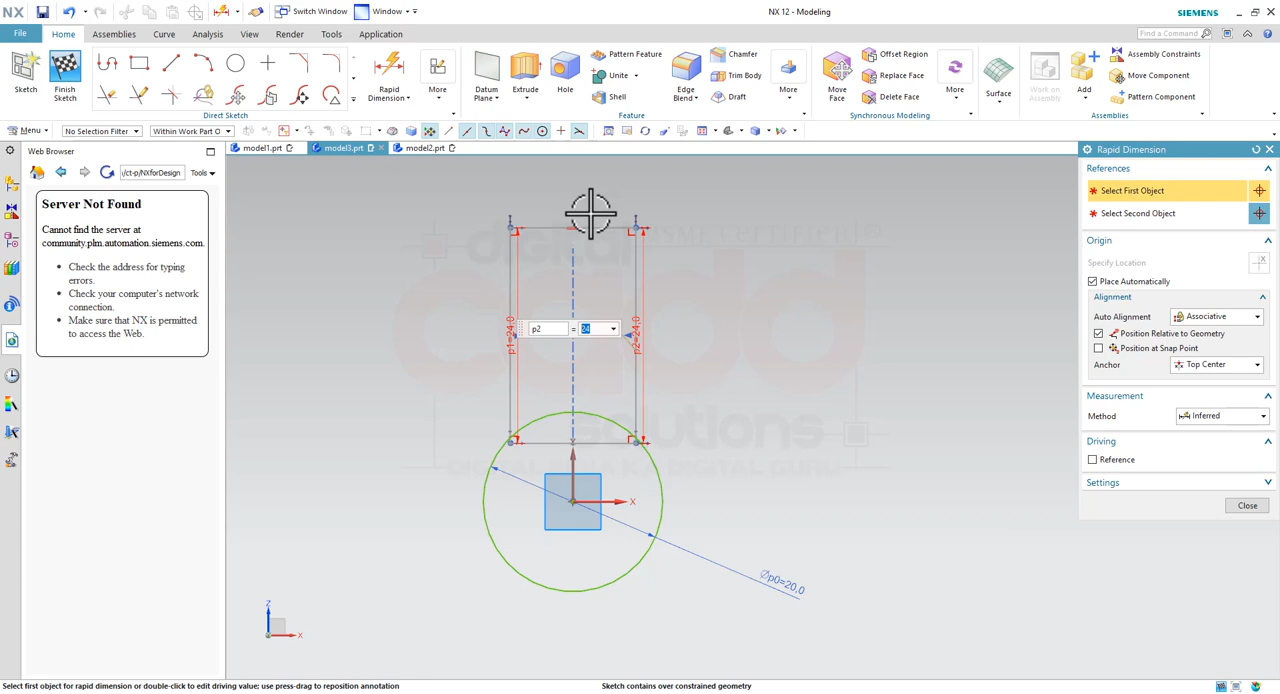 NX
Switch Window
Window
NX 12 - Modeling
SIEMENS
File
Home
Assemblies
Curve
Analysis
View
Render
Tools
Application
Find a Command
Sketch
Finish Sketch
Rapid Dimension
More
Direct Sketch
Datum Plane
Extrude
Hole
Pattern Feature
Unite
Shell
Edge Blend
Chamfer
Trim Body
Draft
More
Feature
Move Face
Offset Region
Replace Face
Delete Face
More
Synchronous Modeling
Surface
Work on Assembly
Add
Assembly Constraints
Move Component
Pattern Component
Assemblies
Menu
No Selection Filter
Within Work Part O
Web Browser
model1.prt
model3.prt
model2.prt
/ct-p/NXforDesign
Tools
Server Not Found
Cannot find the server at
community.plm.automation.siemens.com.
Check the address for typing
errors.
Check your computer's network
connection.
Make sure that NX is permitted
to access the Web.
digital
cadd
solutions
p1=24,0
p2
=
24
p2=24,0
X
Øp0=20,0
Z
X
Rapid Dimension
References
* Select First Object
* Select Second Object
Origin
Specify Location
Place Automatically
Alignment
Auto Alignment
Associative
Position Relative to Geometry
Position at Snap Point
Anchor
Top Center
Measurement
Method
Inferred
Driving
Reference
Settings
Close
Select first object for rapid dimension or double-click to edit driving value; use press-drag to reposition annotation
Sketch contains over constrained geometry